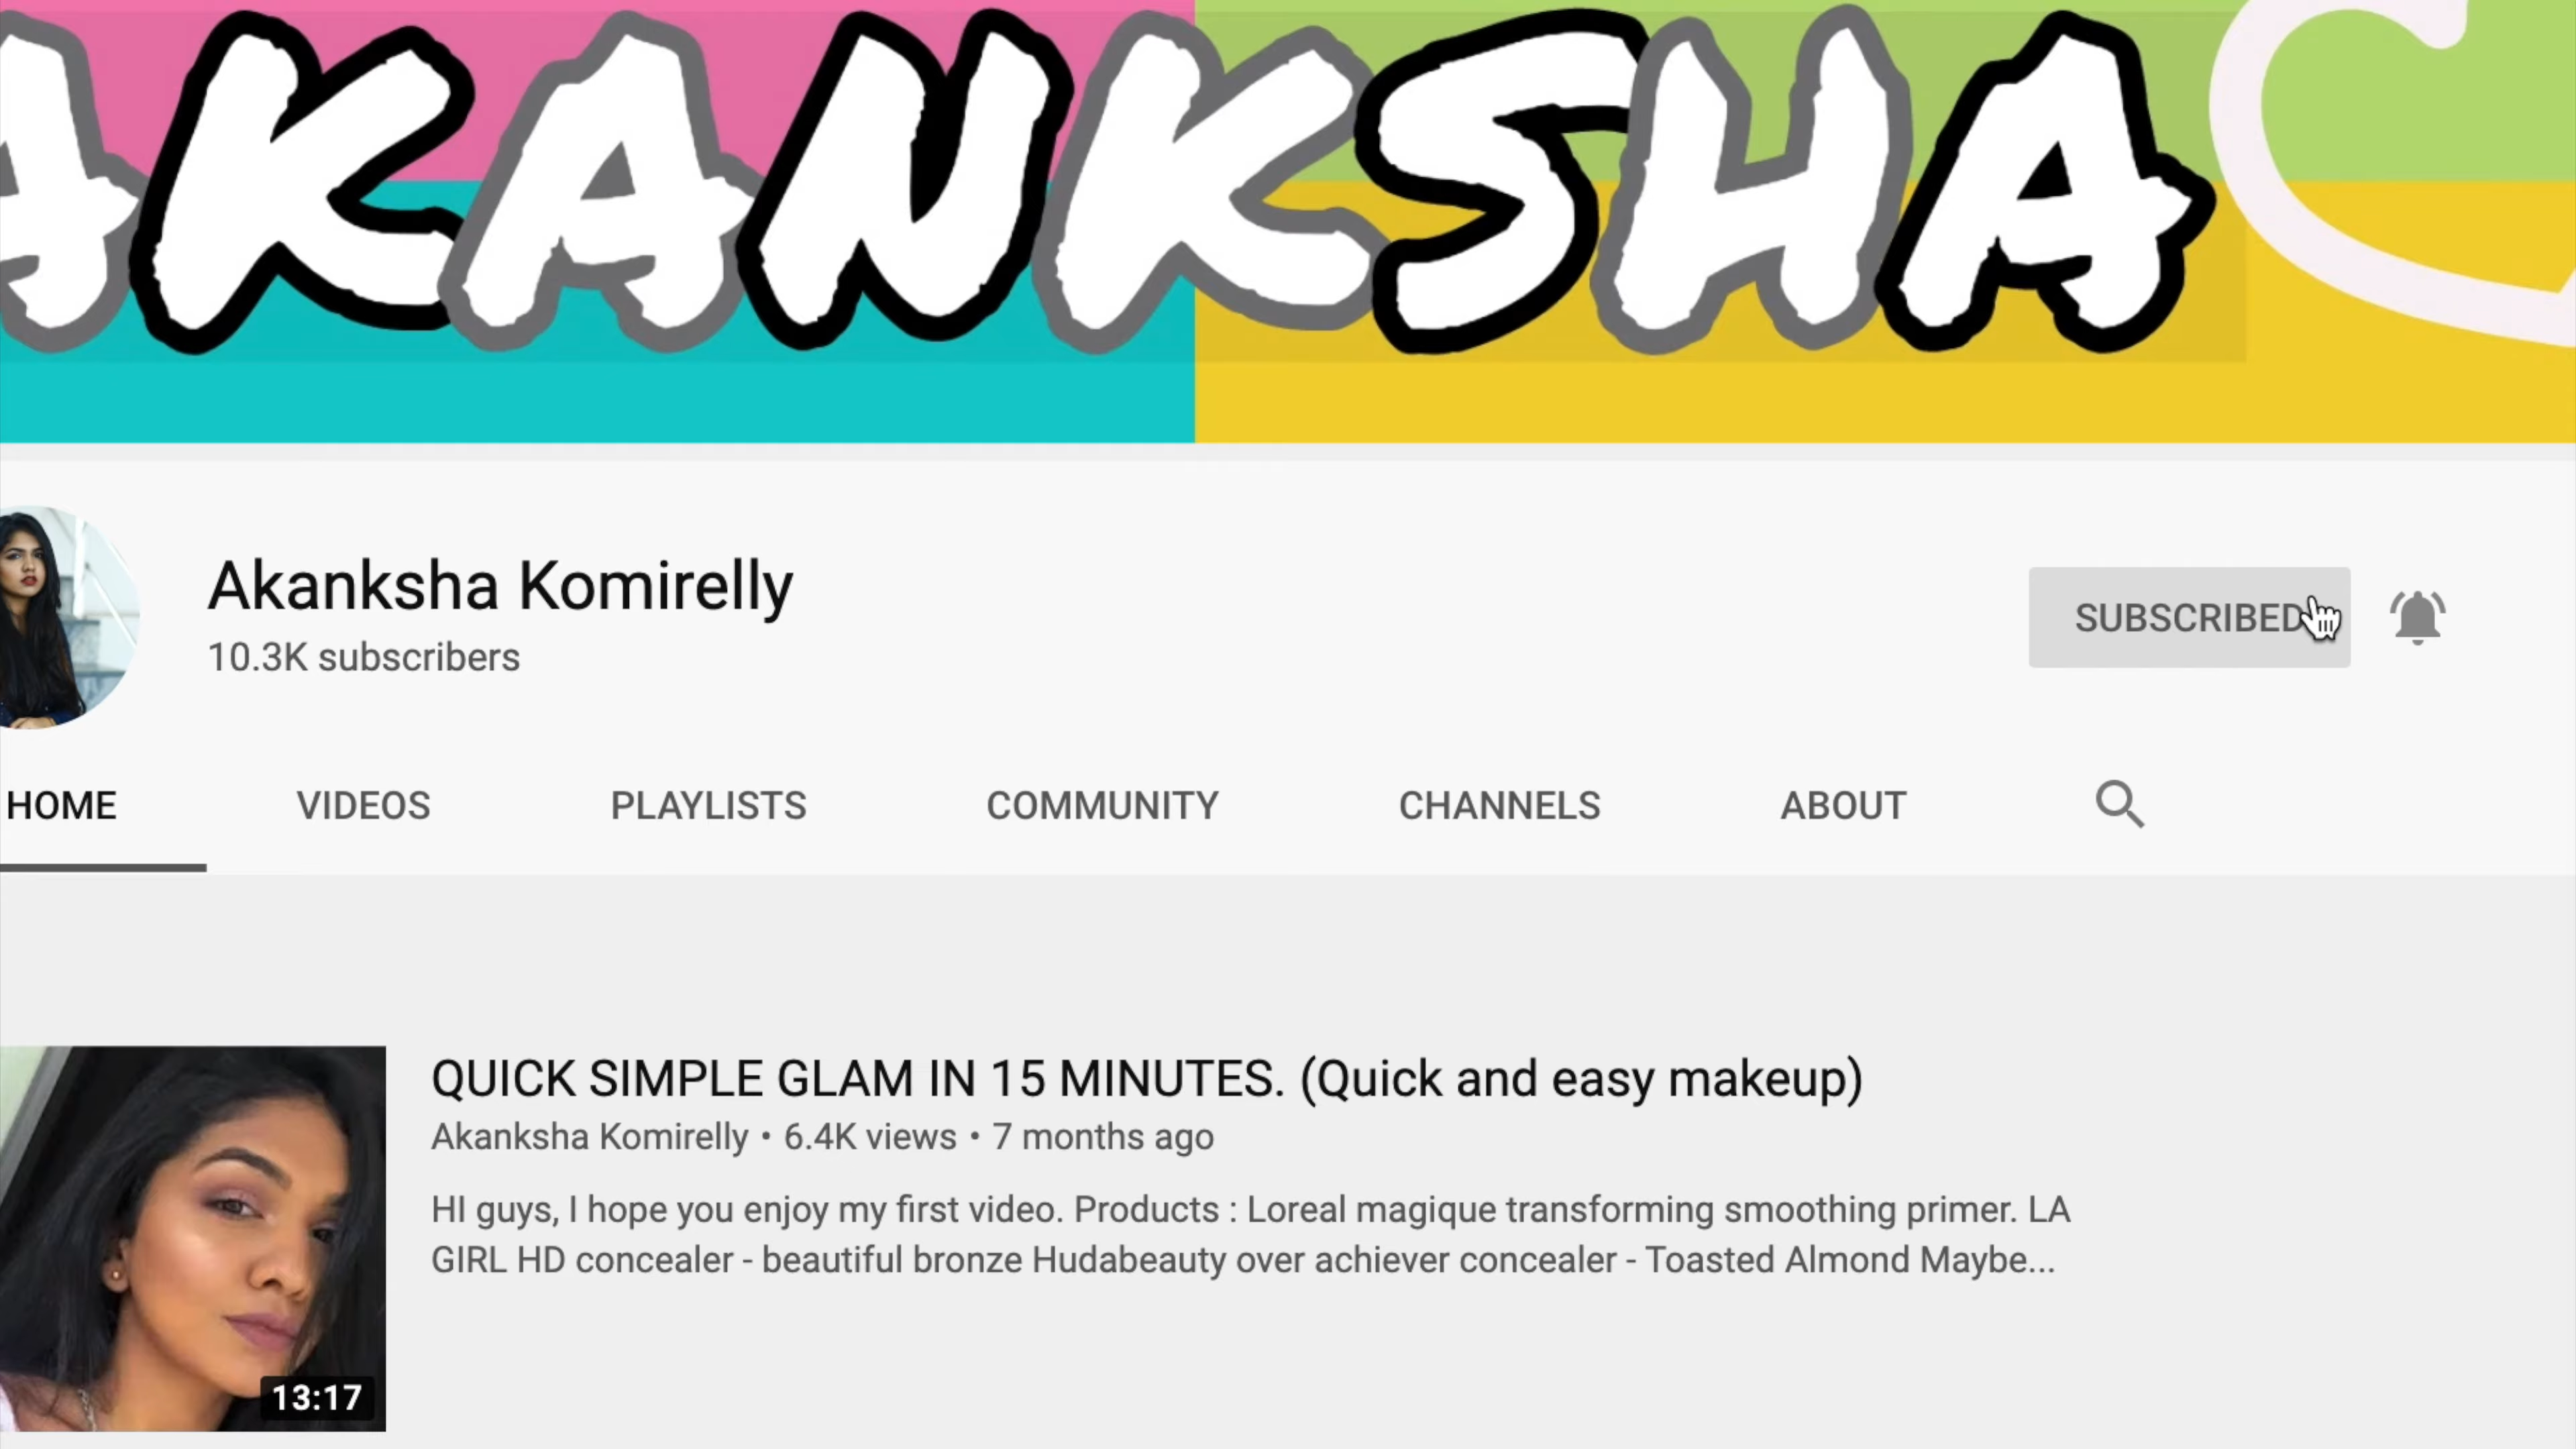 AKANKSHA
Akanksha Komirelly
10.3K subscribers
SUBSCRIBED
HOME VIDEOS PLAYLISTS COMMUNITY CHANNELS ABOUT
QUICK SIMPLE GLAM IN 15 MINUTES. (Quick and easy makeup)
Akanksha Komirelly • 6.4K views • 7 months ago
HI guys, I hope you enjoy my first video. Products : Loreal magique transforming smoothing primer. LA
GIRL HD concealer - beautiful bronze Hudabeauty over achiever concealer - Toasted Almond Maybe...
13:17